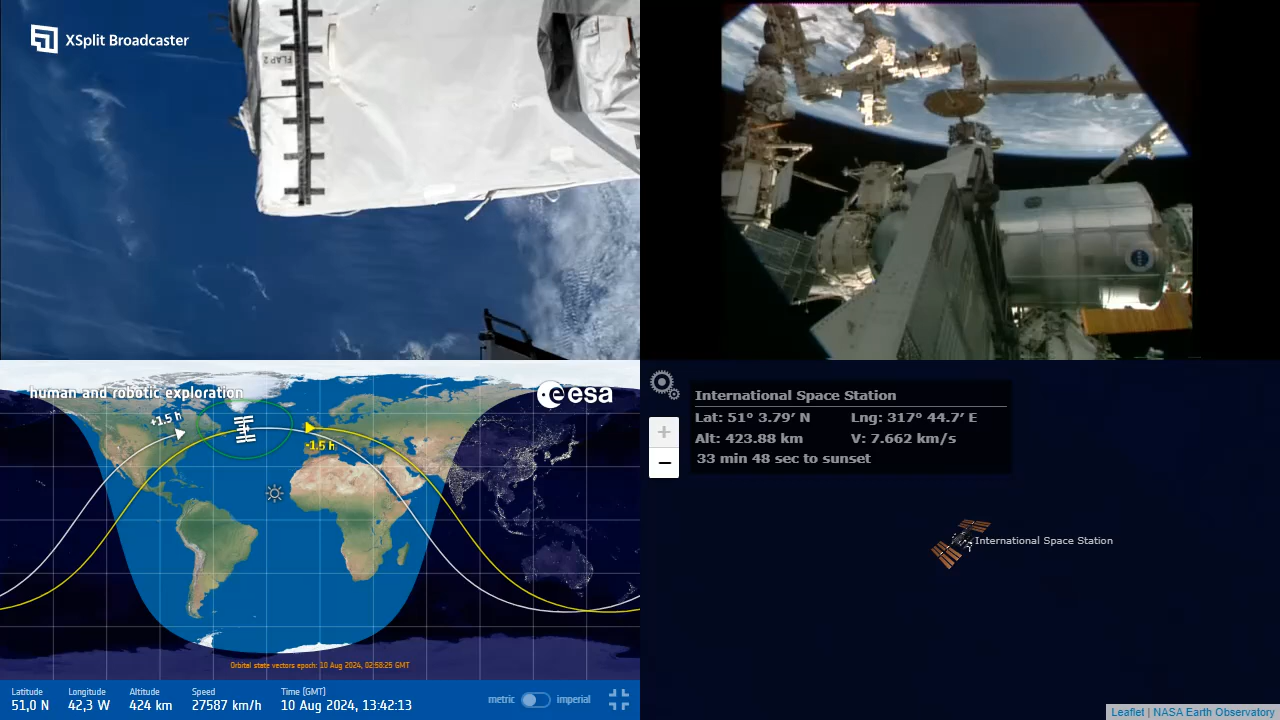 XSplit Broadcaster
FLAP 2
human and robotic exploration
esa
+1.5 h
-1.5 h
Orbital state vectors epoch: 10 Aug 2024, 02:58:25 GMT
Latitude
51,0 N
Longitude
42,3 W
Altitude
424 km
Speed
27587 km/h
Time (GMT)
10 Aug 2024, 13:42:13
metric
imperial
+
−
International Space Station
Lat: 51° 3.79′ N Lng: 317° 44.7′ E
Alt: 423.88 km V: 7.662 km/s
33 min 48 sec to sunset
International Space Station
Leaflet | NASA Earth Observatory